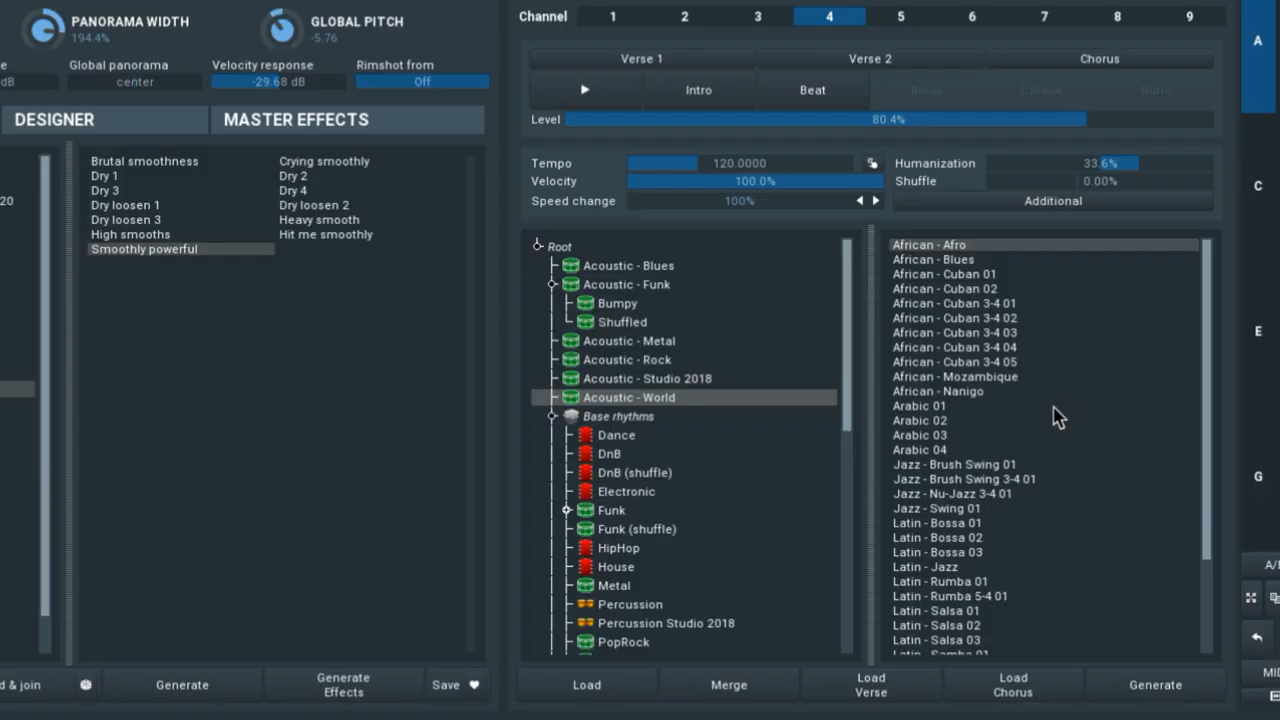 PANORAMA WIDTH
194.4%
GLOBAL PITCH
-5.76
dB
Global panorama
center
Velocity response
-29.68 dB
Rimshot from
Off
DESIGNER
MASTER EFFECTS
20
Brutal smoothness
Crying smoothly
Dry 1
Dry 2
Dry 3
Dry 4
Dry loosen 1
Dry loosen 2
Dry loosen 3
Heavy smooth
High smooths
Hit me smoothly
Smoothly powerful
d & join
Generate
Generate
Effects
Save
Channel
1
2
3
4
5
6
7
8
9
Verse 1
Verse 2
Chorus
Intro
Beat
Break
Level
80.4%
Tempo
120.0000
Humanization
33.6%
Velocity
100.0%
Shuffle
0.00%
Speed change
100%
Additional
Root
Acoustic - Blues
Acoustic - Funk
Bumpy
Shuffled
Acoustic - Metal
Acoustic - Rock
Acoustic - Studio 2018
Acoustic - World
Base rhythms
Dance
DnB
DnB (shuffle)
Electronic
Funk
Funk (shuffle)
HipHop
House
Metal
Percussion
Percussion Studio 2018
PopRock
African - Afro
African - Blues
African - Cuban 01
African - Cuban 02
African - Cuban 3-4 01
African - Cuban 3-4 02
African - Cuban 3-4 03
African - Cuban 3-4 04
African - Cuban 3-4 05
African - Mozambique
African - Nanigo
Arabic 01
Arabic 02
Arabic 03
Arabic 04
Jazz - Brush Swing 01
Jazz - Brush Swing 3-4 01
Jazz - Nu-Jazz 3-4 01
Jazz - Swing 01
Latin - Bossa 01
Latin - Bossa 02
Latin - Bossa 03
Latin - Jazz
Latin - Rumba 01
Latin - Rumba 5-4 01
Latin - Salsa 01
Latin - Salsa 02
Latin - Salsa 03
Latin - Samba 01
Load
Merge
Load
Verse
Load
Chorus
Generate
A
C
E
G
A/
MID